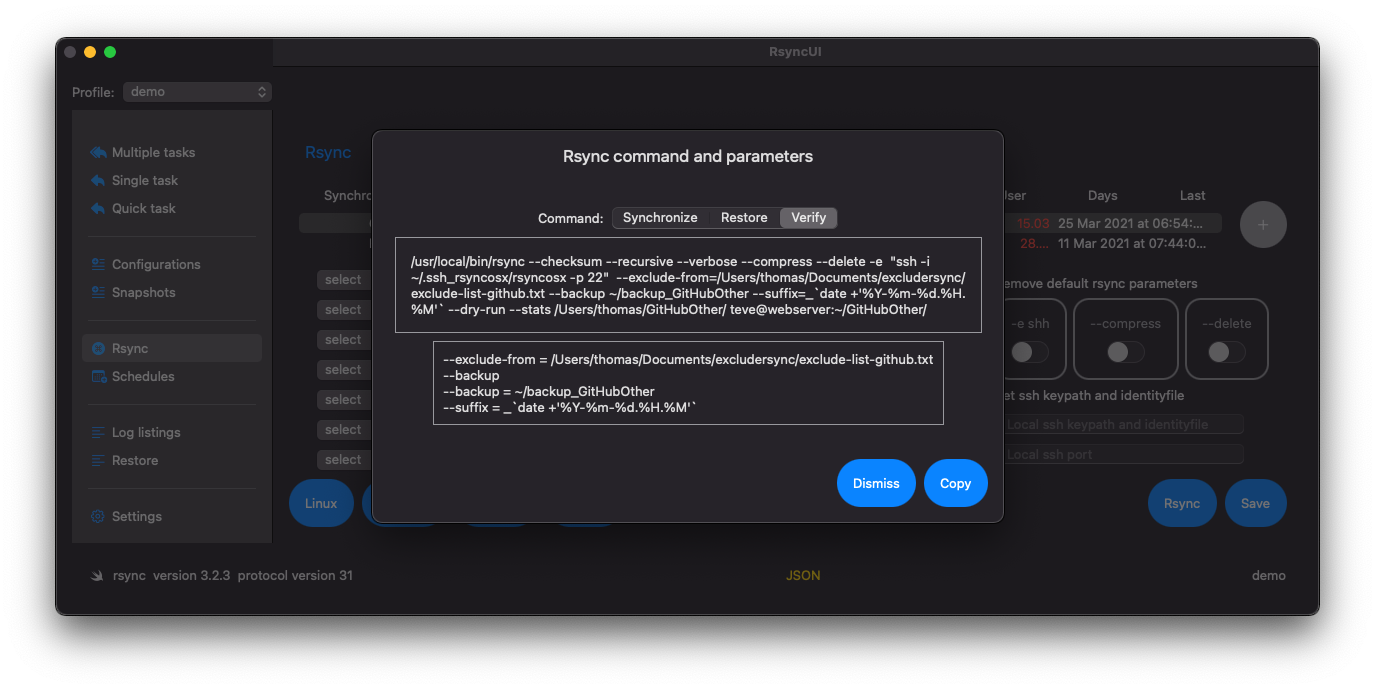 RsyncUI
Profile: demo
Multiple tasks
Single task
Quick task
Configurations
Snapshots
Rsync
Schedules
Log listings
Restore
Settings
Rsync
Days Last
15.03 25 Mar 2021 at 06:54:...
28.... 11 Mar 2021 at 07:44:0...
+
select
select
select
select
select
select
select
default rsync parameters
--compress
--delete
ssh keypath and identityfile
Local ssh keypath and identityfile
Local ssh port
Linux
Rsync
Save
Rsync command and parameters
Command: Synchronize Restore Verify
/usr/local/bin/rsync --checksum --recursive --verbose --compress --delete -e "ssh -i
~/.ssh_rsyncosx/rsyncosx -p 22" --exclude-from=/Users/thomas/Documents/excludersync/
exclude-list-github.txt --backup ~/backup_GitHubOther --suffix=_`date +'%Y-%m-%d.%H.
%M'` --dry-run --stats /Users/thomas/GitHubOther/ teve@webserver:~/GitHubOther/
--exclude-from = /Users/thomas/Documents/excludersync/exclude-list-github.txt
--backup
--backup = ~/backup_GitHubOther
--suffix = _`date +'%Y-%m-%d.%H.%M'`
Dismiss
Copy
rsync version 3.2.3 protocol version 31
JSON
demo